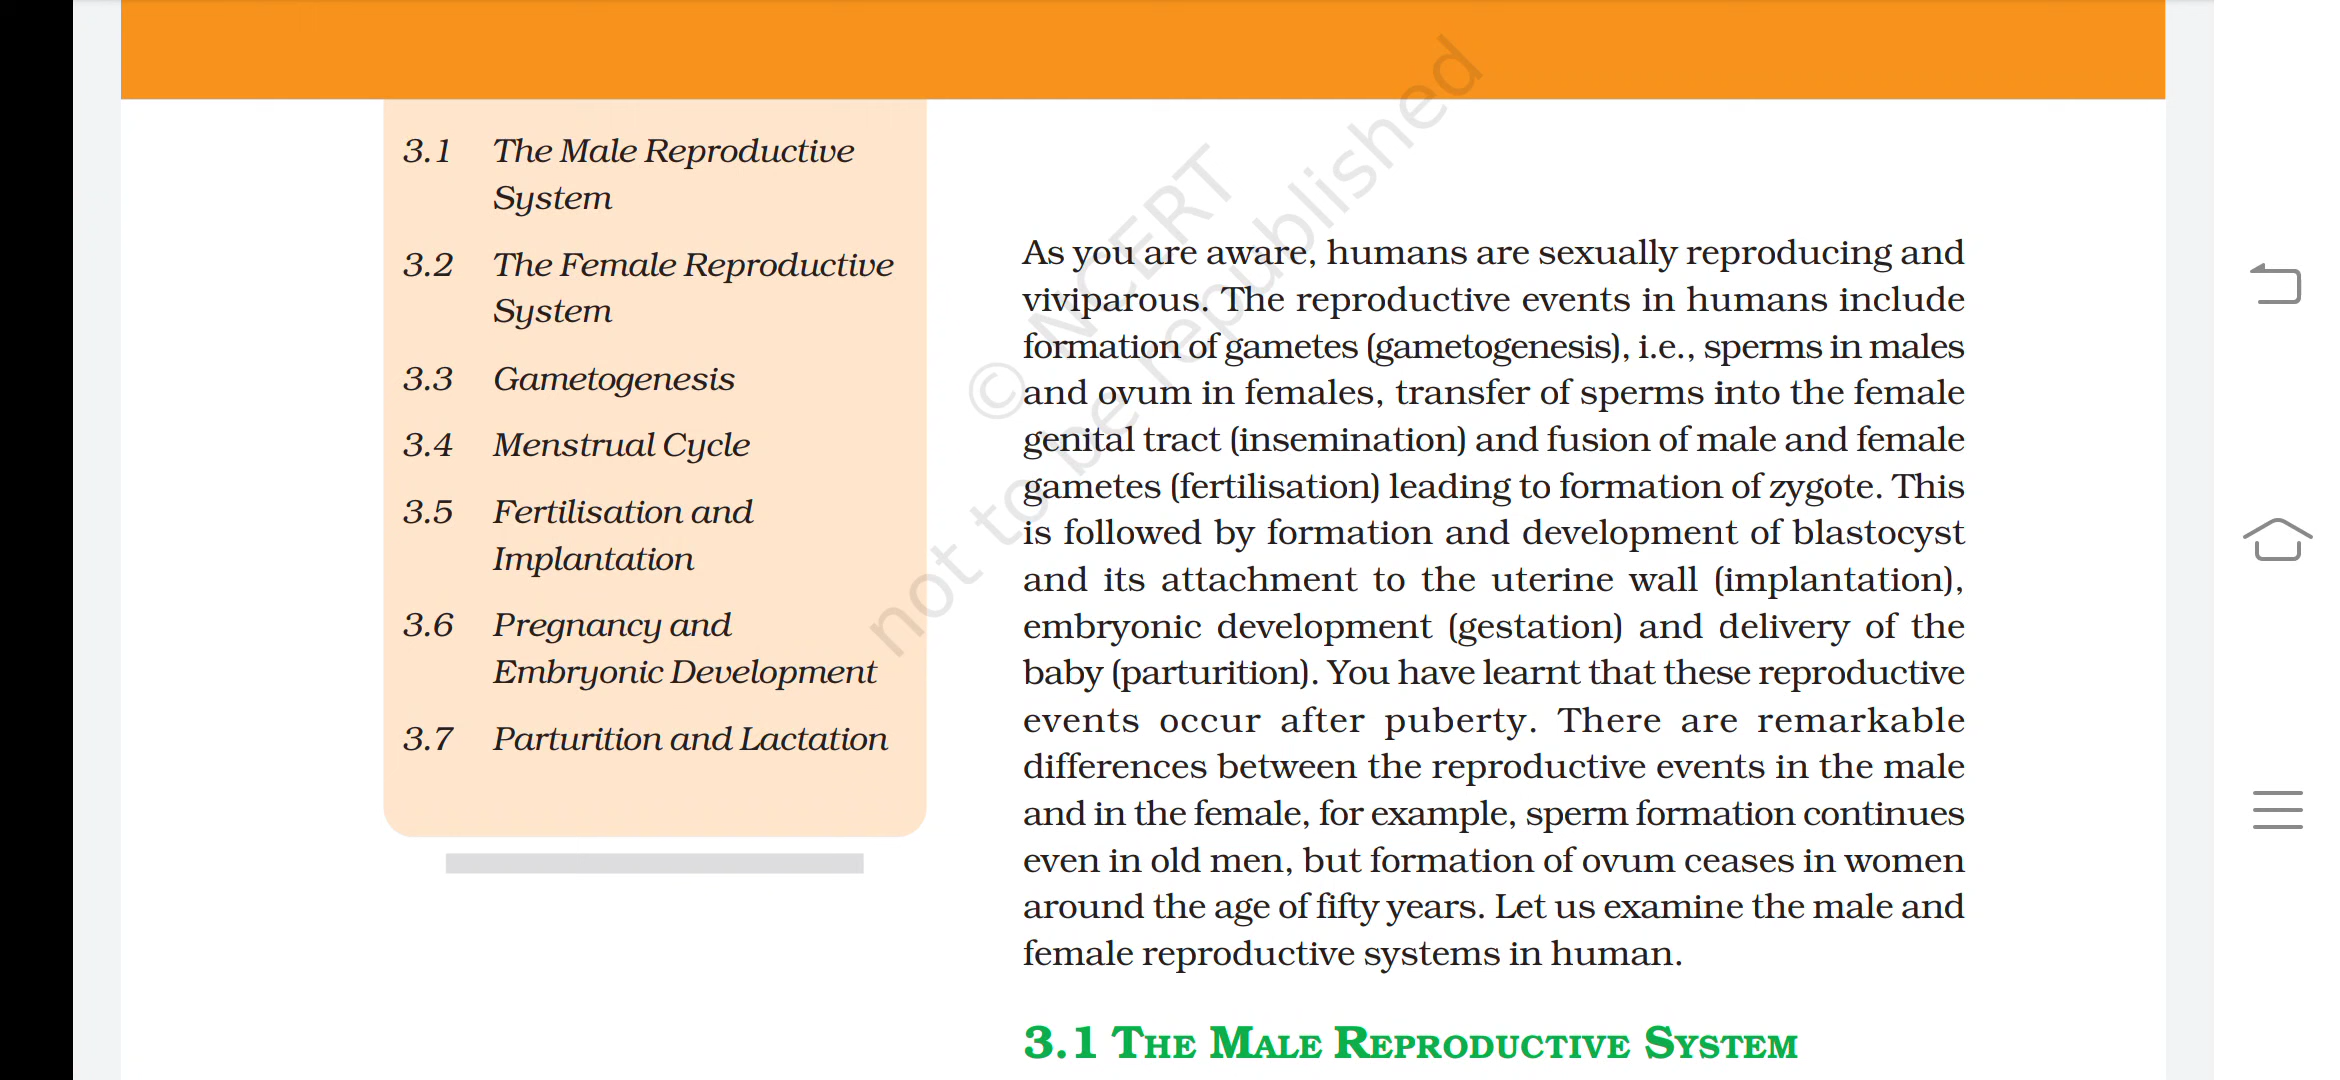 3.1 The Male Reproductive
System
3.2 The Female Reproductive
System
3.3 Gametogenesis
3.4 Menstrual Cycle
3.5 Fertilisation and
Implantation
3.6 Pregnancy and
Embryonic Development
3.7 Parturition and Lactation
© NCERT
not to be republished
As you are aware, humans are sexually reproducing and
viviparous. The reproductive events in humans include
formation of gametes (gametogenesis), i.e., sperms in males
and ovum in females, transfer of sperms into the female
genital tract (insemination) and fusion of male and female
gametes (fertilisation) leading to formation of zygote. This
is followed by formation and development of blastocyst
and its attachment to the uterine wall (implantation),
embryonic development (gestation) and delivery of the
baby (parturition). You have learnt that these reproductive
events occur after puberty. There are remarkable
differences between the reproductive events in the male
and in the female, for example, sperm formation continues
even in old men, but formation of ovum ceases in women
around the age of fifty years. Let us examine the male and
female reproductive systems in human.
3.1 THE MALE REPRODUCTIVE SYSTEM